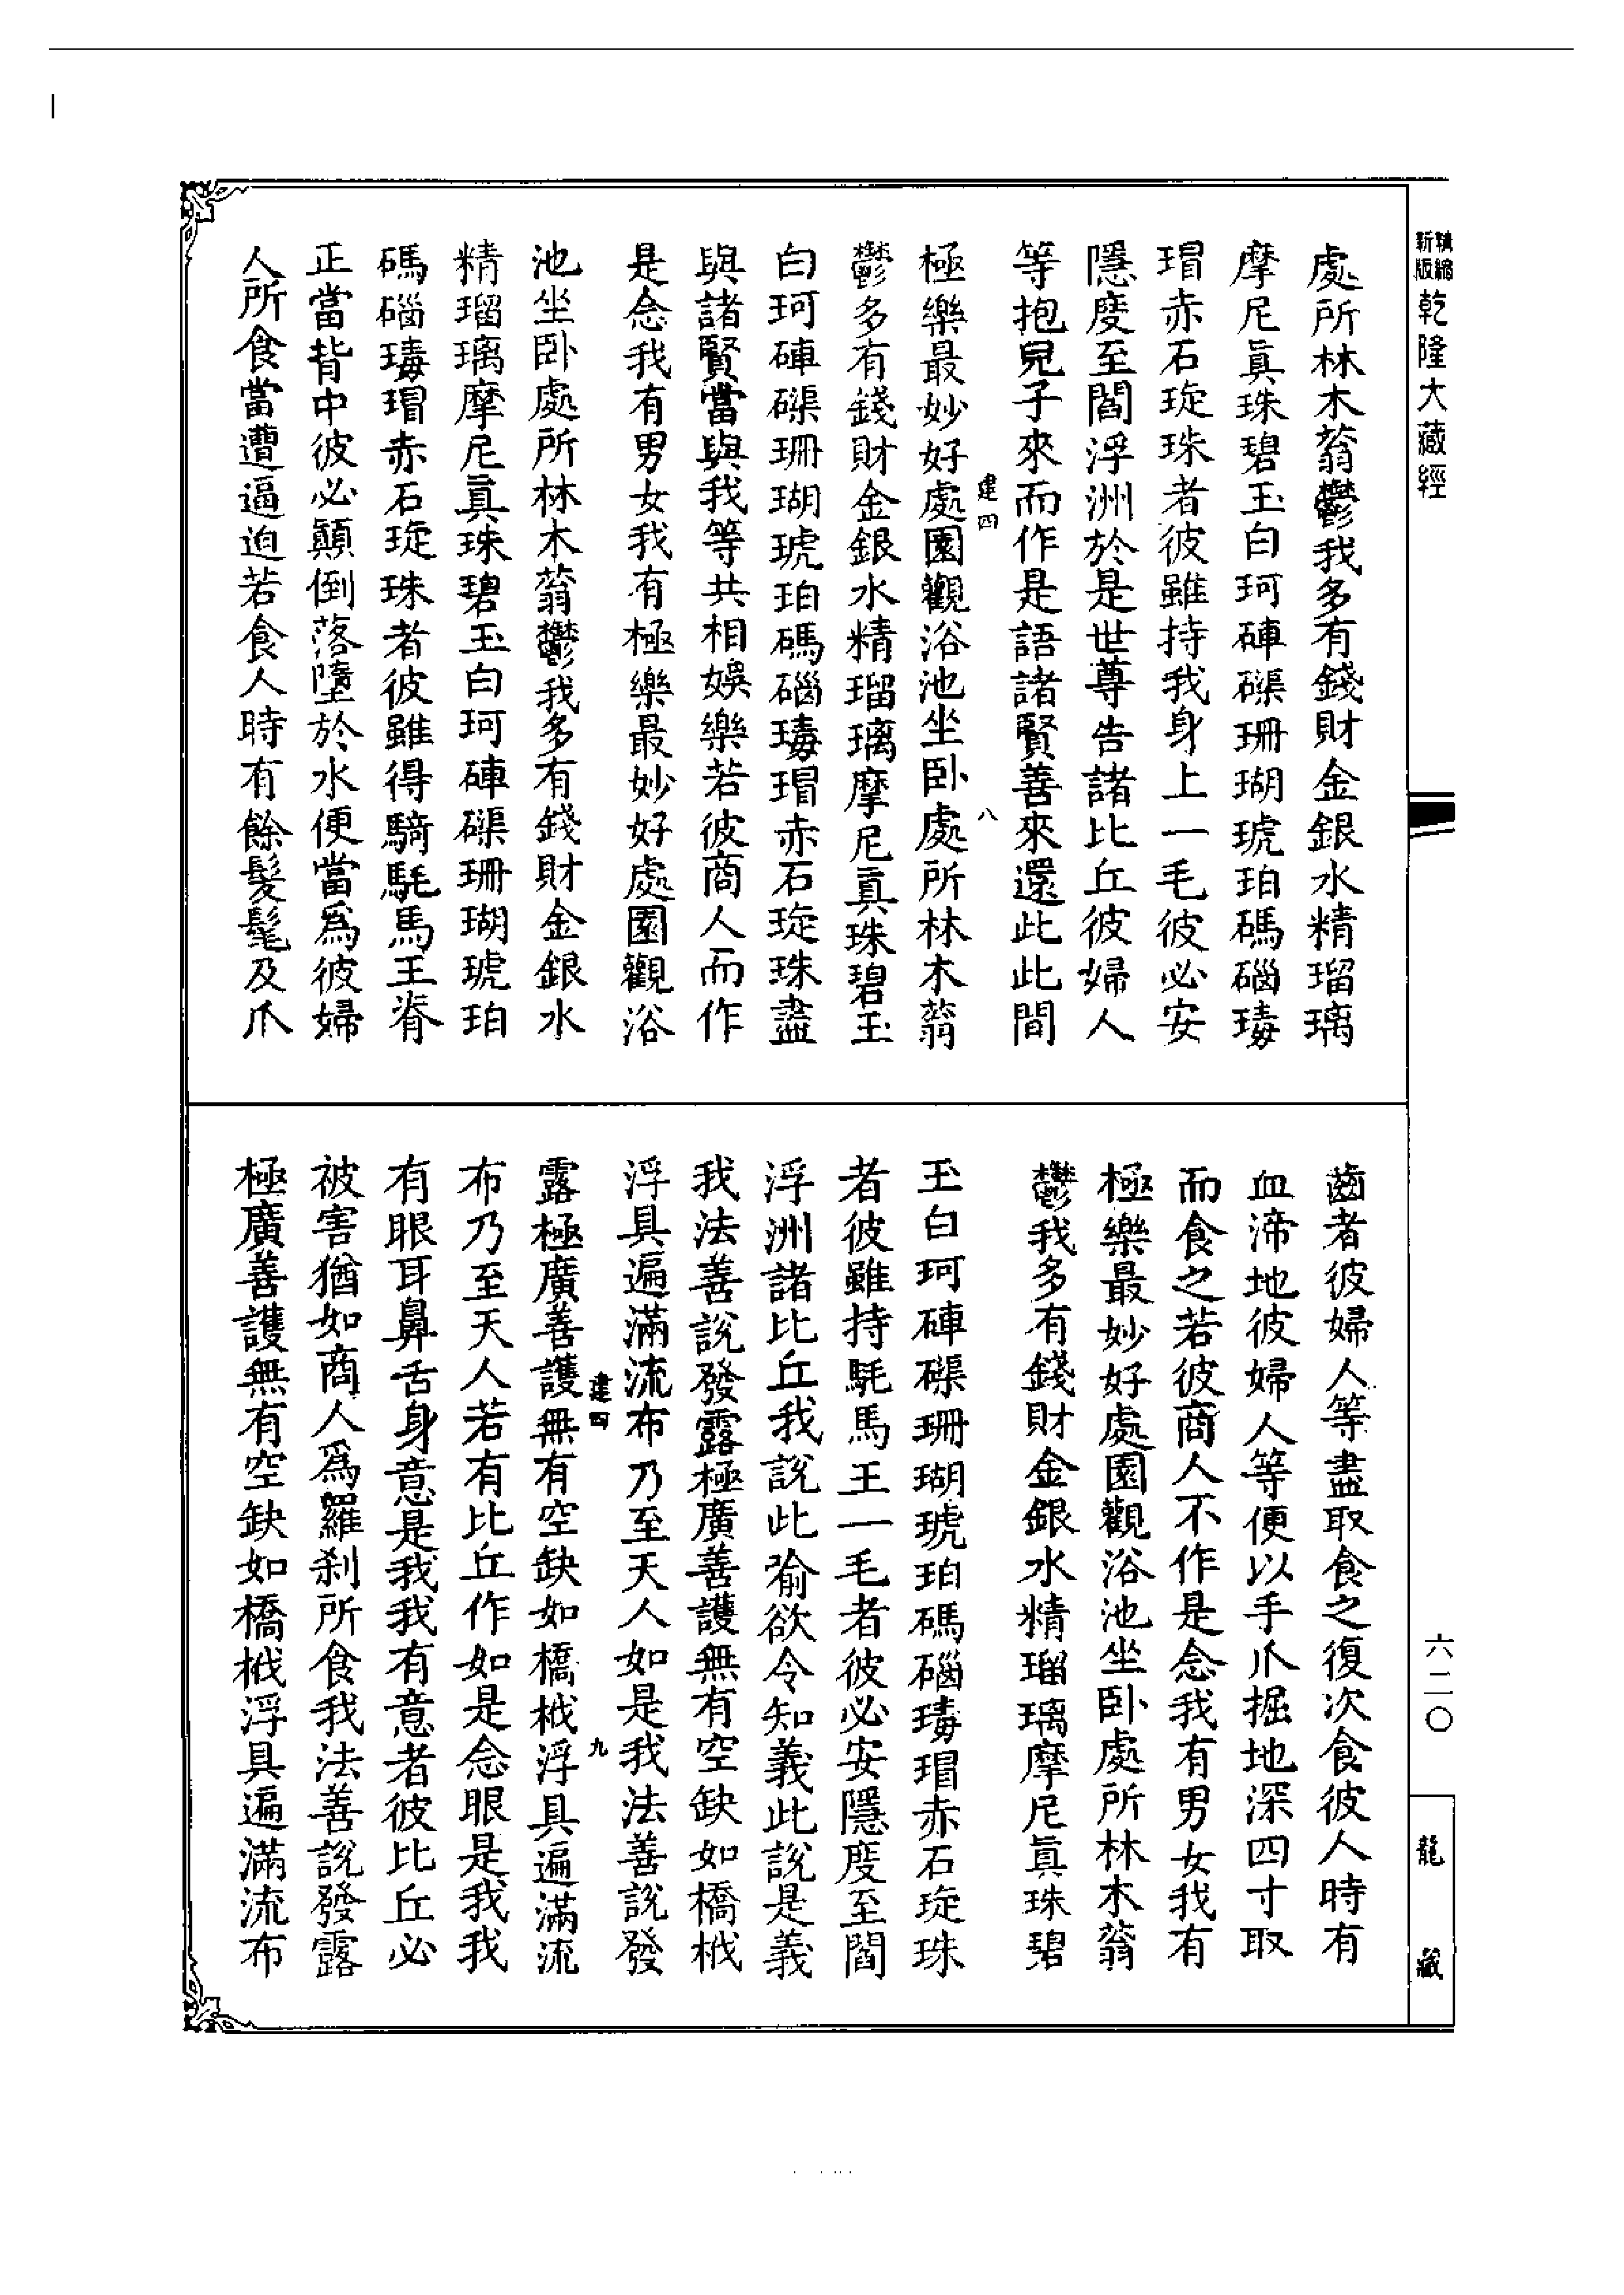 精縮新版 乾隆大藏經
處所林木蓊鬱我多有錢財金銀水精瑠璃
摩尼眞珠碧玉白珂硨磲珊瑚琥珀碼碯瑇
瑁赤石琁珠者彼雖持我身上一毛彼必安
隱度至閻浮洲於是世尊告諸比丘彼婦人
等抱兒子來而作是語諸賢善來還此此間
建四 八
極樂最妙好處園觀浴池坐臥處所林木蓊
鬱多有錢財金銀水精瑠璃摩尼眞珠碧玉
白珂硨磲珊瑚琥珀碼碯瑇瑁赤石琁珠盡
與諸賢當與我等共相娛樂若彼商人而作
是念我有男女我有極樂最妙好處園觀浴
池坐臥處所林木蓊鬱我多有錢財金銀水
精瑠璃摩尼眞珠碧玉白珂硨磲珊瑚琥珀
碼碯瑇瑁赤石琁珠者彼雖得騎駹馬王脊
正當背中彼必顚倒落墮於水便當爲彼婦
人所食當遭逼迫若食人時有餘髮髦及爪
齒者彼婦人等盡取食之復次食彼人時有
血渧地彼婦人等便以手爪掘地深四寸取
而食之若彼商人不作是念我有男女我有
極樂最妙好處園觀浴池坐臥處所林木蓊
鬱我多有錢財金銀水精瑠璃摩尼眞珠碧
玉白珂硨磲珊瑚琥珀碼碯瑇瑁赤石琁珠
者彼雖持駹馬王一毛者彼必安隱度至閻
浮洲諸比丘我說此喻欲令知義此說是義
我法善說發露極廣善護無有空缺如橋栰
浮具遍滿流布乃至天人如是我法善說發
建四 九
露極廣善護無有空缺如橋栰浮具遍滿流
布乃至天人若有比丘作如是念眼是我我
有眼耳鼻舌身意是我我有意者彼比丘必
被害猶如商人爲羅刹所食我法善說發露
極廣善護無有空缺如橋栰浮具遍滿流布
六二〇
龍藏